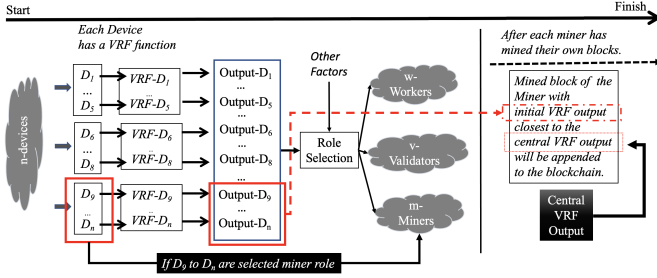 Start
Finish
Each Device
has a VRF function
n-devices
D1
...
D5
VRF-D1
...
VRF-D5
D6
...
D8
VRF-D6
...
VRF-D8
D9
...
Dn
VRF-D9
...
VRF-Dn
Output-D1
...
Output-D5
...
Output-D6
...
Output-D8
...
Output-D9
...
Output-Dn
Other
Factors
Role
Selection
w-
Workers
v-
Validators
m-
Miners
If D9 to Dn are selected miner role
After each miner has
mined their own blocks.
Mined block of the
Miner with
initial VRF output
closest to the
central VRF output
will be appended
to the blockchain.
Central
VRF
Output